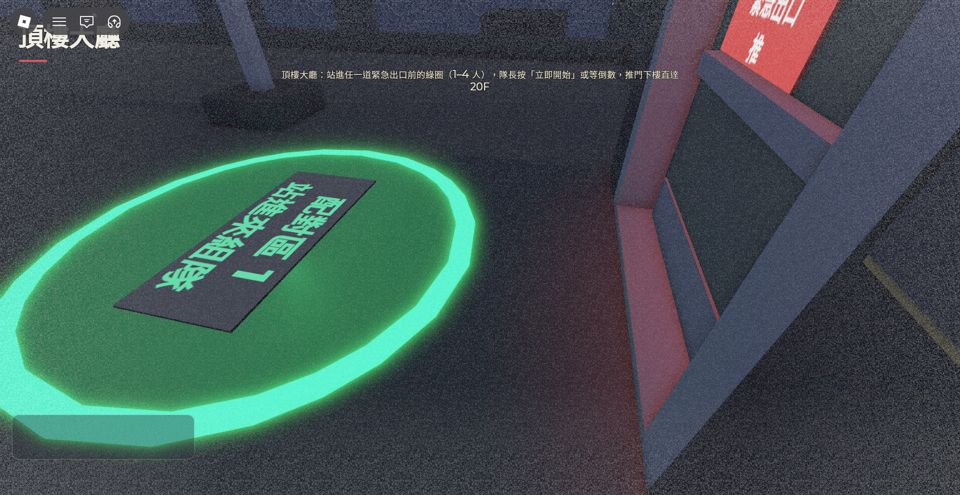 頂樓大廳
頂樓大廳：站進任一道緊急出口前的綠圈（1–4 人），隊長按「立即開始」或等倒數，推門下樓直達
20F
緊急出口
推
配對區 1
站進來組隊